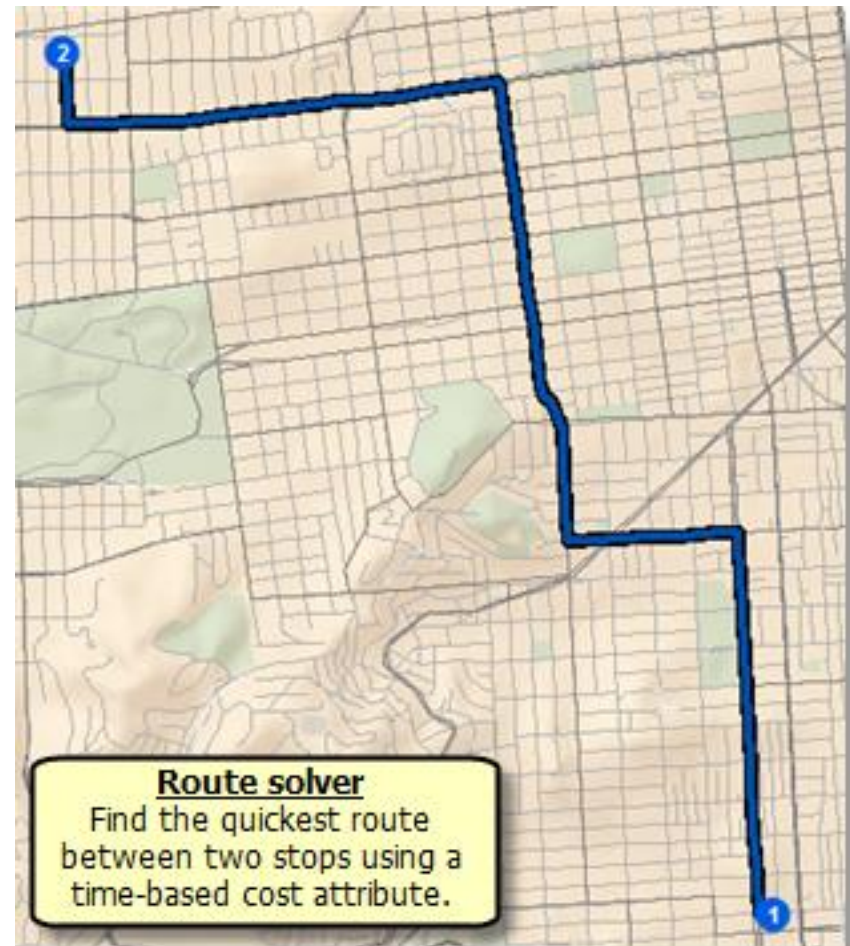 2
Route solver
Find the quickest route
between two stops using a
time-based cost attribute.
1